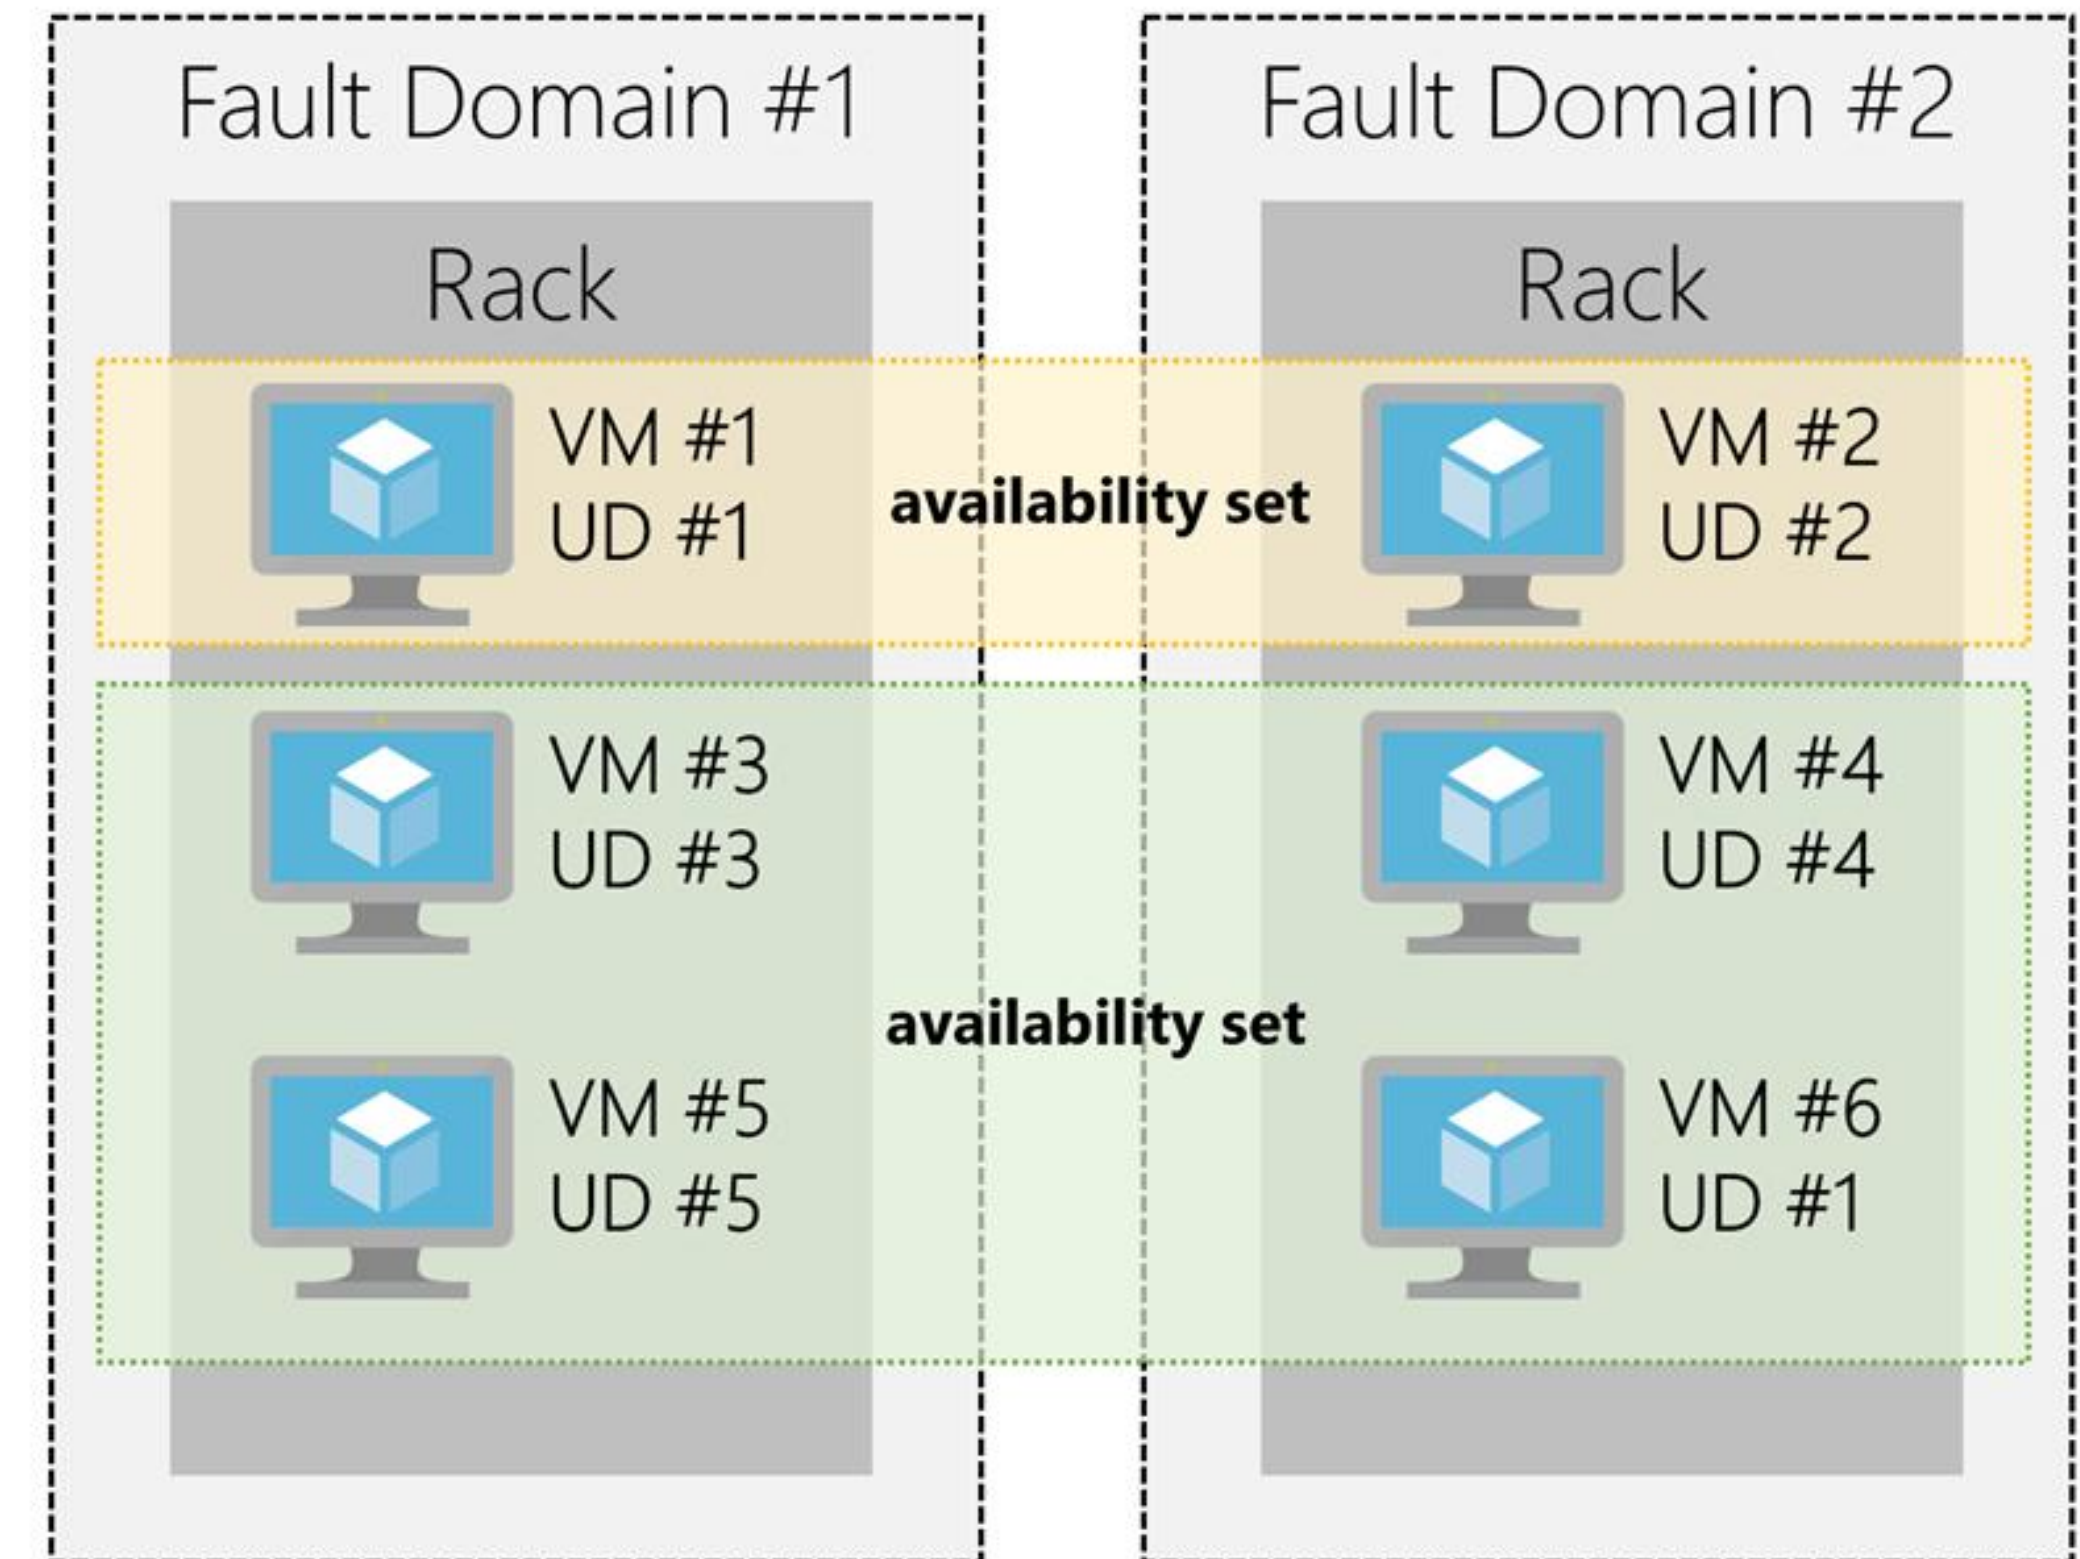 Fault Domain #1
Fault Domain #2
Rack
Rack
VM #1
UD #1
availability set
VM #2
UD #2
VM #3
UD #3
VM #4
UD #4
availability set
VM #5
UD #5
VM #6
UD #1